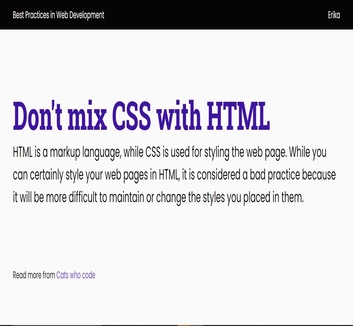 Best Practices in Web Development
Erika
Don't mix CSS with HTML
HTML is a markup language, while CSS is used for styling the web page. While you
can certainly style your web pages in HTML, it is considered a bad practice because
it will be more difficult to maintain or change the styles you placed in them.
Read more from Cats who code